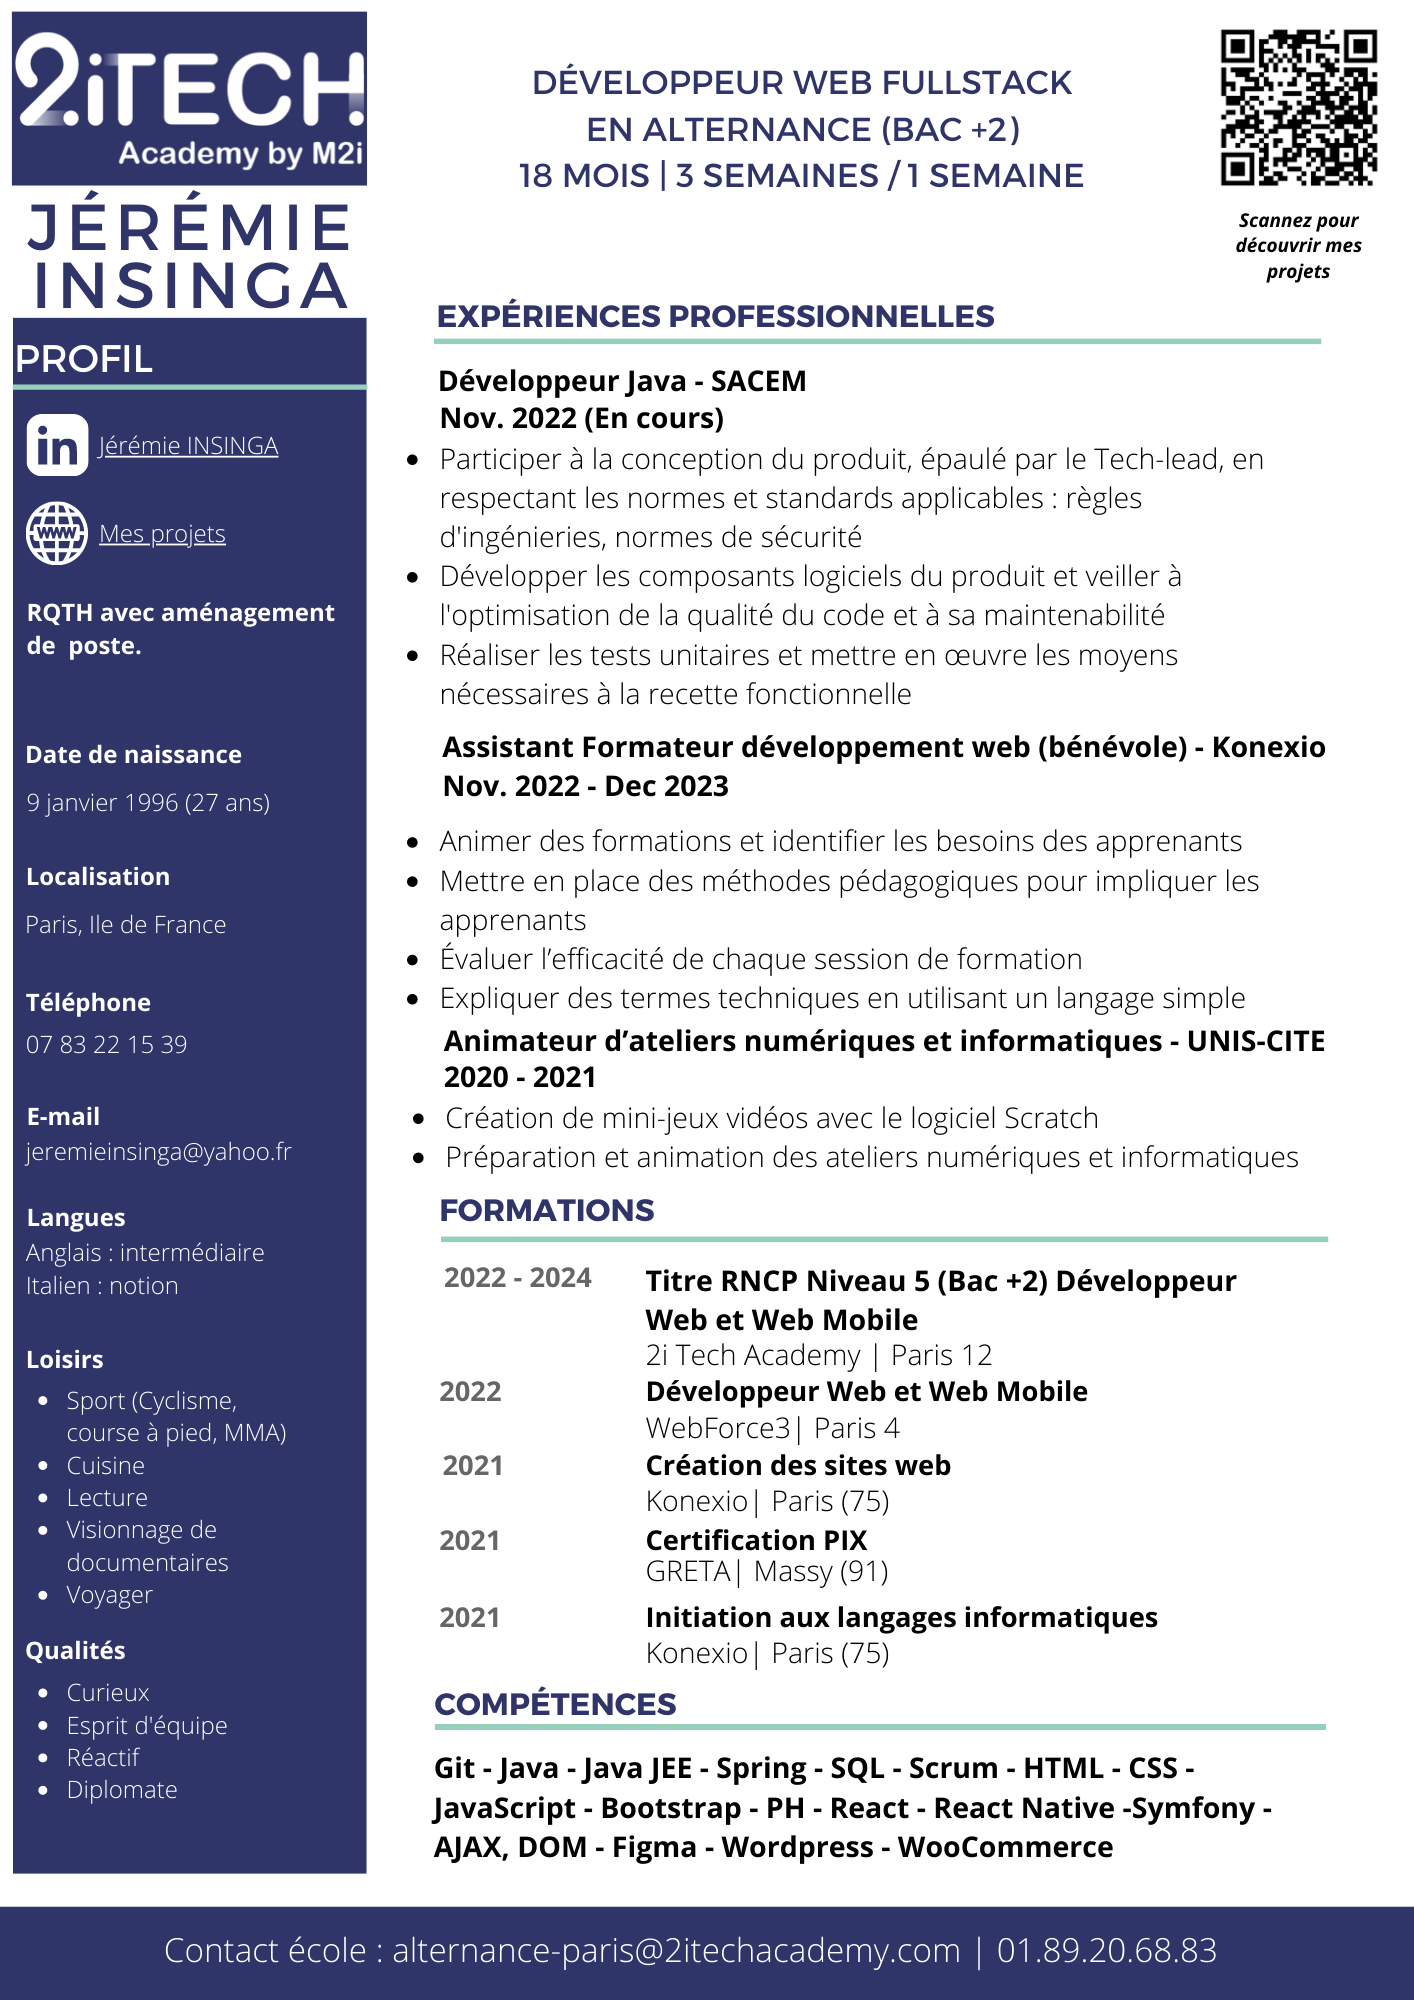 2iTECH
Academy by M2i
JÉRÉMIE
INSINGA
PROFIL
in
Jérémie INSINGA
WWW
Mes projets
RQTH avec aménagement
de  poste.
Date de naissance
9 janvier 1996 (27 ans)
Localisation
Paris, Ile de France
Téléphone
07 83 22 15 39
E-mail
jeremieinsinga@yahoo.fr
Langues
Anglais : intermédiaire
Italien : notion
Loisirs
• Sport (Cyclisme,
course à pied, MMA)
• Cuisine
• Lecture
• Visionnage de
documentaires
• Voyager
Qualités
• Curieux
• Esprit d'équipe
• Réactif
• Diplomate
DÉVELOPPEUR WEB FULLSTACK
EN ALTERNANCE (BAC +2)
18 MOIS | 3 SEMAINES / 1 SEMAINE
Scannez pour
découvrir mes
projets
EXPÉRIENCES PROFESSIONNELLES
Développeur Java - SACEM
Nov. 2022 (En cours)
• Participer à la conception du produit, épaulé par le Tech-lead, en
respectant les normes et standards applicables : règles
d'ingénieries, normes de sécurité
• Développer les composants logiciels du produit et veiller à
l'optimisation de la qualité du code et à sa maintenabilité
• Réaliser les tests unitaires et mettre en œuvre les moyens
nécessaires à la recette fonctionnelle
Assistant Formateur développement web (bénévole) - Konexio
Nov. 2022 - Dec 2023
• Animer des formations et identifier les besoins des apprenants
• Mettre en place des méthodes pédagogiques pour impliquer les
apprenants
• Évaluer l’efficacité de chaque session de formation
• Expliquer des termes techniques en utilisant un langage simple
Animateur d’ateliers numériques et informatiques - UNIS-CITE
2020 - 2021
• Création de mini-jeux vidéos avec le logiciel Scratch
• Préparation et animation des ateliers numériques et informatiques
FORMATIONS
2022 - 2024 Titre RNCP Niveau 5 (Bac +2) Développeur
Web et Web Mobile
2i Tech Academy | Paris 12
2022 Développeur Web et Web Mobile
WebForce3| Paris 4
2021 Création des sites web
Konexio| Paris (75)
2021 Certification PIX
GRETA| Massy (91)
2021 Initiation aux langages informatiques
Konexio| Paris (75)
COMPÉTENCES
Git - Java - Java JEE - Spring - SQL - Scrum - HTML - CSS -
JavaScript - Bootstrap - PH - React - React Native -Symfony -
AJAX, DOM - Figma - Wordpress - WooCommerce
Contact école : alternance-paris@2itechacademy.com | 01.89.20.68.83